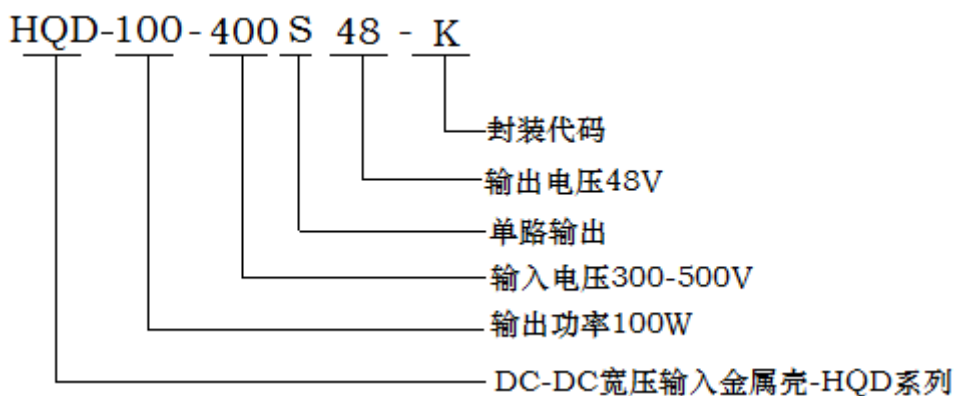 HQD-100-400 S 48 - K
封装代码
输出电压48V
单路输出
输入电压300-500V
输出功率100W
DC-DC宽压输入金属壳-HQD系列